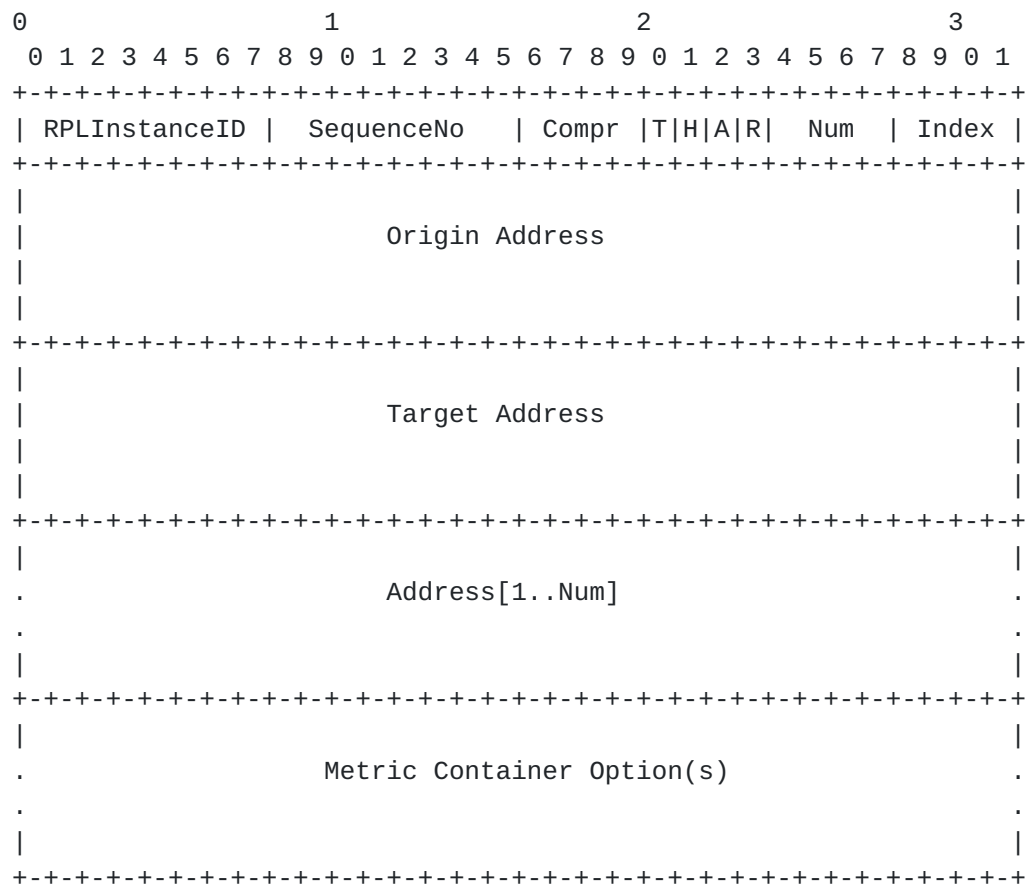 0                   1                   2                   3
 0 1 2 3 4 5 6 7 8 9 0 1 2 3 4 5 6 7 8 9 0 1 2 3 4 5 6 7 8 9 0 1
+-+-+-+-+-+-+-+-+-+-+-+-+-+-+-+-+-+-+-+-+-+-+-+-+-+-+-+-+-+-+-+-+
| RPLInstanceID |  SequenceNo   | Compr |T|H|A|R|  Num  | Index |
+-+-+-+-+-+-+-+-+-+-+-+-+-+-+-+-+-+-+-+-+-+-+-+-+-+-+-+-+-+-+-+-+
|                                                               |
|                       Origin Address                          |
|                                                               |
|                                                               |
+-+-+-+-+-+-+-+-+-+-+-+-+-+-+-+-+-+-+-+-+-+-+-+-+-+-+-+-+-+-+-+-+
|                                                               |
|                       Target Address                          |
|                                                               |
|                                                               |
+-+-+-+-+-+-+-+-+-+-+-+-+-+-+-+-+-+-+-+-+-+-+-+-+-+-+-+-+-+-+-+-+
|                                                               |
.                       Address[1..Num]                         .
.                                                               .
|                                                               |
+-+-+-+-+-+-+-+-+-+-+-+-+-+-+-+-+-+-+-+-+-+-+-+-+-+-+-+-+-+-+-+-+
|                                                               |
.                   Metric Container Option(s)                  .
.                                                               .
|                                                               |
+-+-+-+-+-+-+-+-+-+-+-+-+-+-+-+-+-+-+-+-+-+-+-+-+-+-+-+-+-+-+-+-+